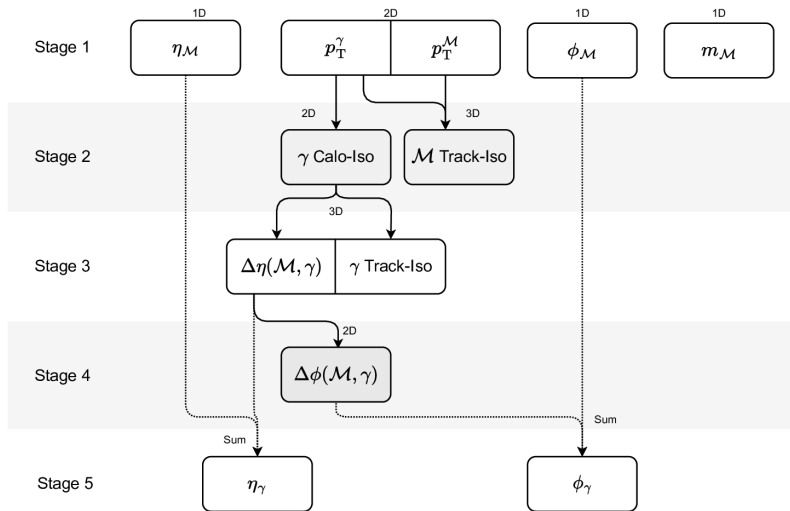 1D 2D 1D 1D
Stage 1 η_ℳ p_T^γ p_T^ℳ ϕ_ℳ m_ℳ
2D 3D
Stage 2 γ Calo-Iso ℳ Track-Iso
3D
Stage 3 Δη(ℳ, γ) γ Track-Iso
2D
Stage 4 Δϕ(ℳ, γ)
Sum Sum
Stage 5 η_γ ϕ_γ